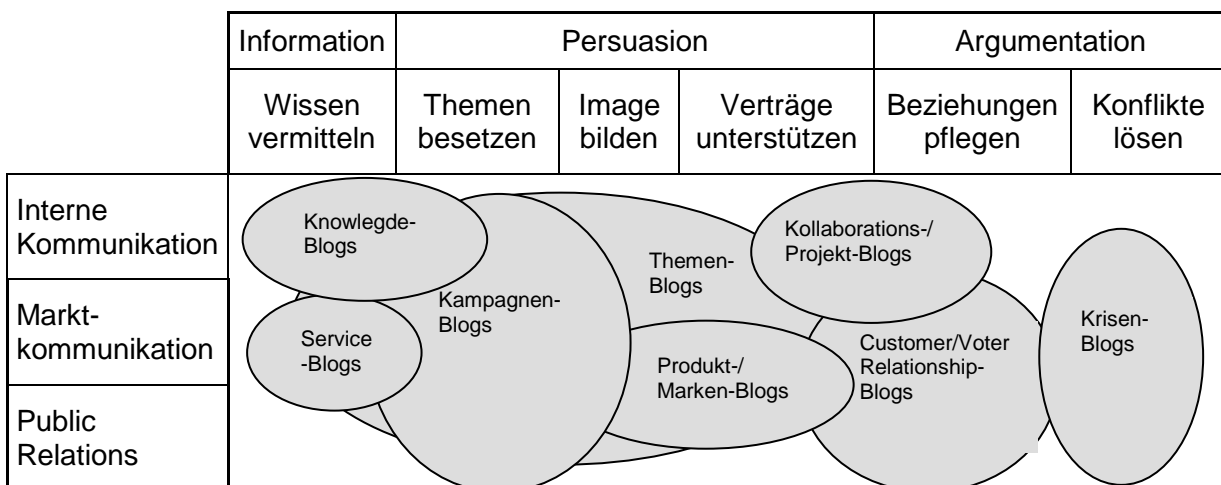 Information
Persuasion
Argumentation
Wissen
vermitteln
Themen
besetzen
Image
bilden
Verträge
unterstützen
Beziehungen
pflegen
Konflikte
lösen
Interne
Kommunikation
Knowlegde-
Blogs
Kampagnen-
Blogs
Themen-
Blogs
Kollaborations-/
Projekt-Blogs
Markt-
kommunikation
Service
-Blogs
Produkt-/
Marken-Blogs
Customer/Voter
Relationship-
Blogs
Krisen-
Blogs
Public
Relations